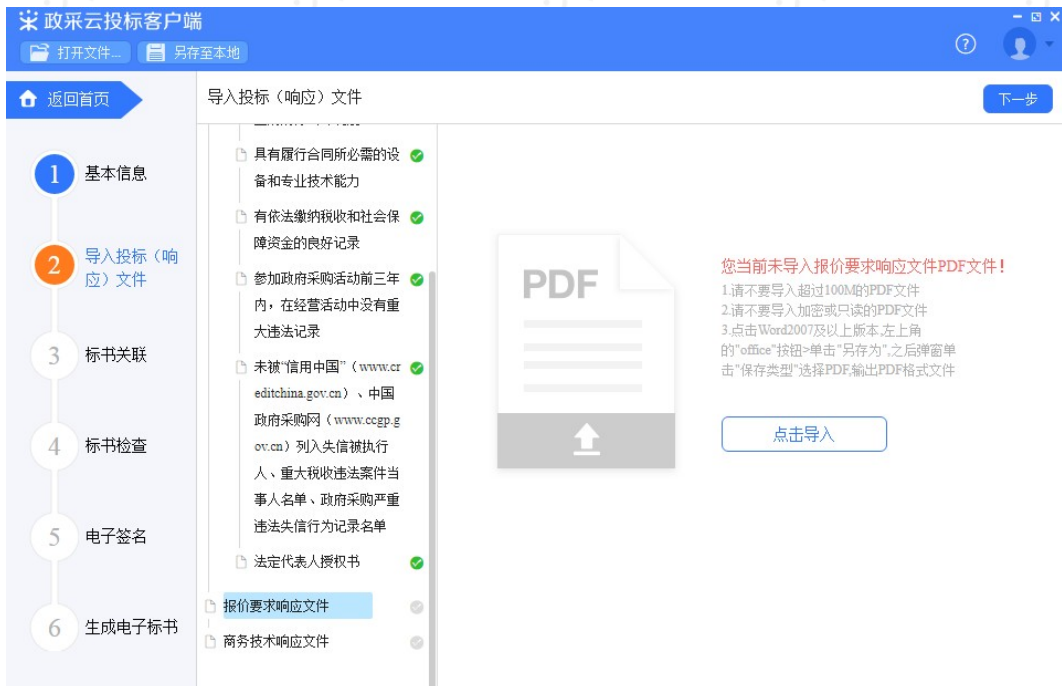 政采云投标客户端
打开文件...
另存至本地
返回首页
导入投标（响应）文件
下一步
1 基本信息
2 导入投标（响
应）文件
3 标书关联
4 标书检查
5 电子签名
6 生成电子标书
具有履行合同所必需的设
备和专业技术能力
有依法缴纳税收和社会保
障资金的良好记录
参加政府采购活动前三年
内，在经营活动中没有重
大违法记录
未被“信用中国”（www.cr
editchina.gov.cn）、中国
政府采购网（www.ccgp.g
ov.cn）列入失信被执行
人、重大税收违法案件当
事人名单、政府采购严重
违法失信行为记录名单
法定代表人授权书
报价要求响应文件
商务技术响应文件
PDF
您当前未导入报价要求响应文件PDF文件！
1.请不要导入超过100M的PDF文件
2.请不要导入加密或只读的PDF文件
3.点击Word2007及以上版本,左上角
的"office"按钮>单击"另存为",之后弹窗单
击"保存类型"选择PDF,输出PDF格式文件
点击导入